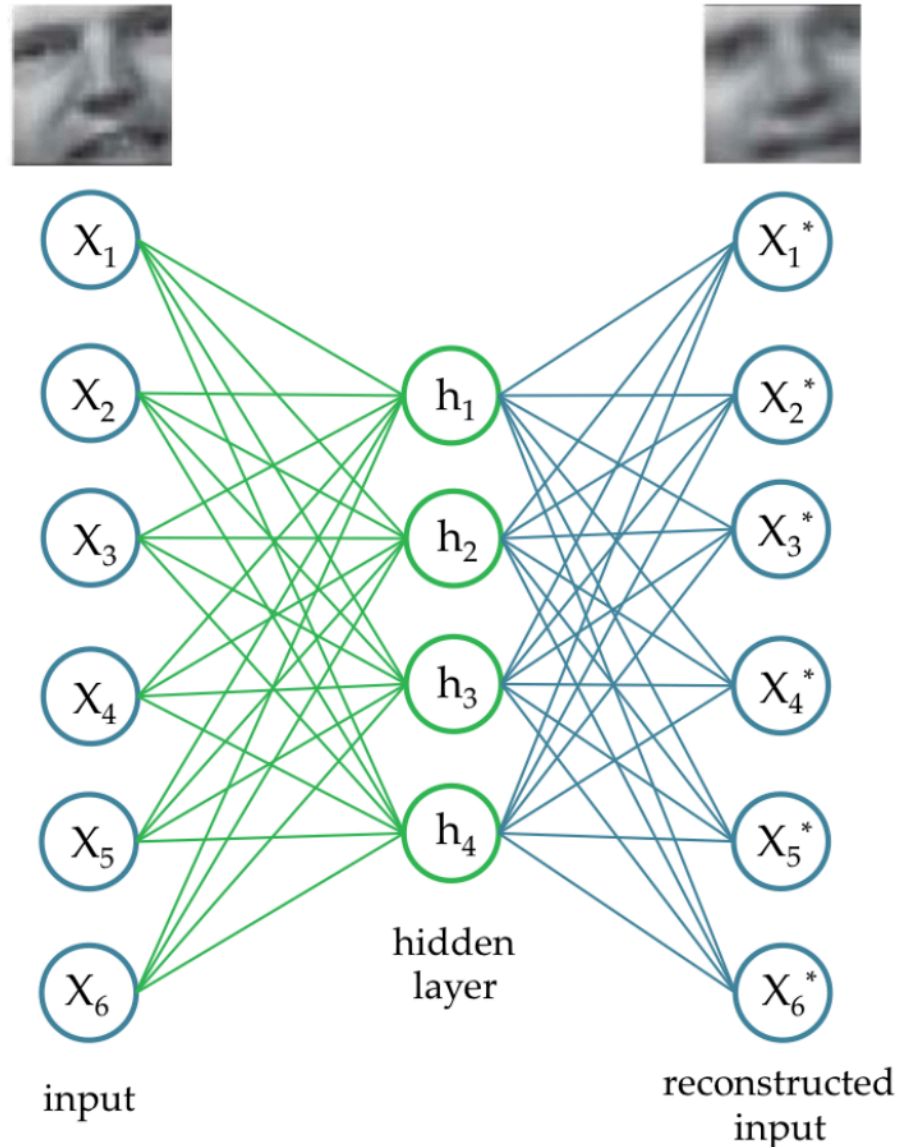 X₁
X₂
X₃
X₄
X₅
X₆
input
h₁
h₂
h₃
h₄
hidden
layer
X₁*
X₂*
X₃*
X₄*
X₅*
X₆*
reconstructed
input